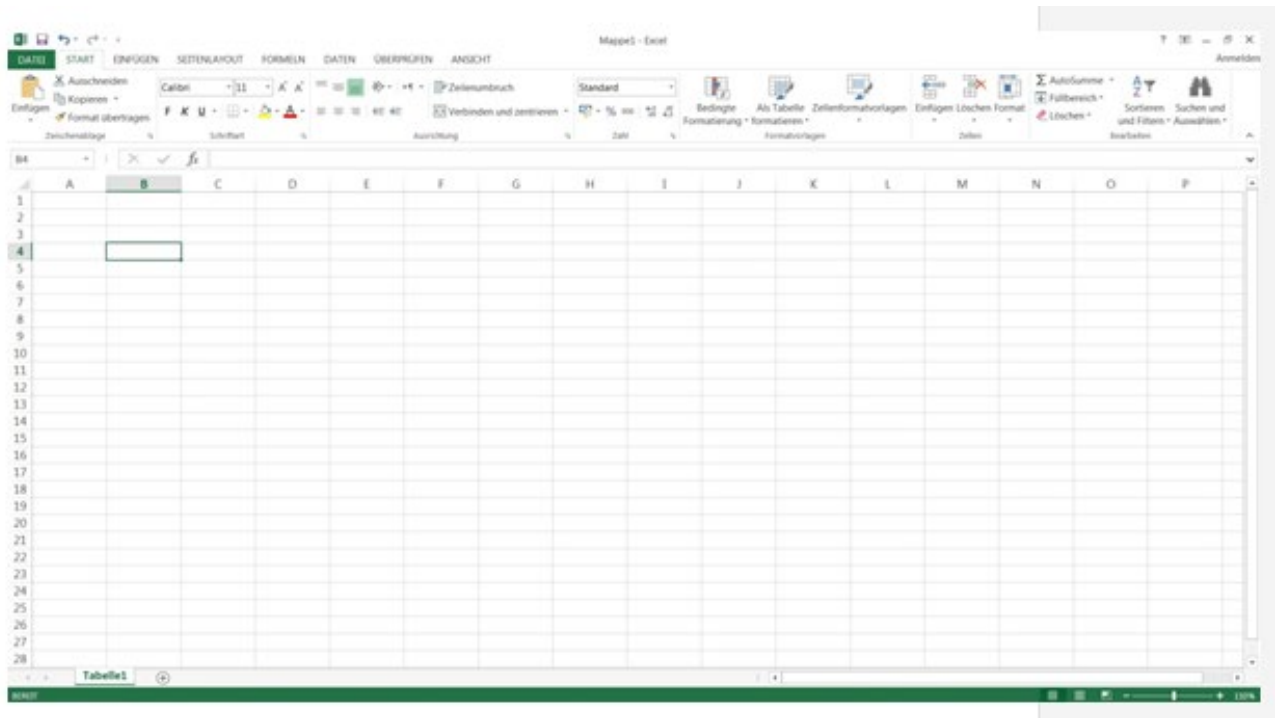 Mappe1 - Excel
DATEI START EINFÜGEN SEITENLAYOUT FORMELN DATEN ÜBERPRÜFEN ANSICHT
Anmelden
Einfügen
Ausschneiden
Kopieren
Format übertragen
Zwischenablage
Calibri 11
F K U
Schriftart
Zeilenumbruch
Verbinden und zentrieren
Ausrichtung
Standard
%
Zahl
Bedingte Formatierung
Als Tabelle formatieren
Zellenformatvorlagen
Formatvorlagen
Einfügen Löschen Format
Zellen
AutoSumme
Füllbereich
Löschen
Sortieren und Filtern
Suchen und Auswählen
Bearbeiten
B4
fx
A B C D E F G H I J K L M N O P
1
2
3
4
5
6
7
8
9
10
11
12
13
14
15
16
17
18
19
20
21
22
23
24
25
26
27
28
Tabelle1
BEREIT
110%